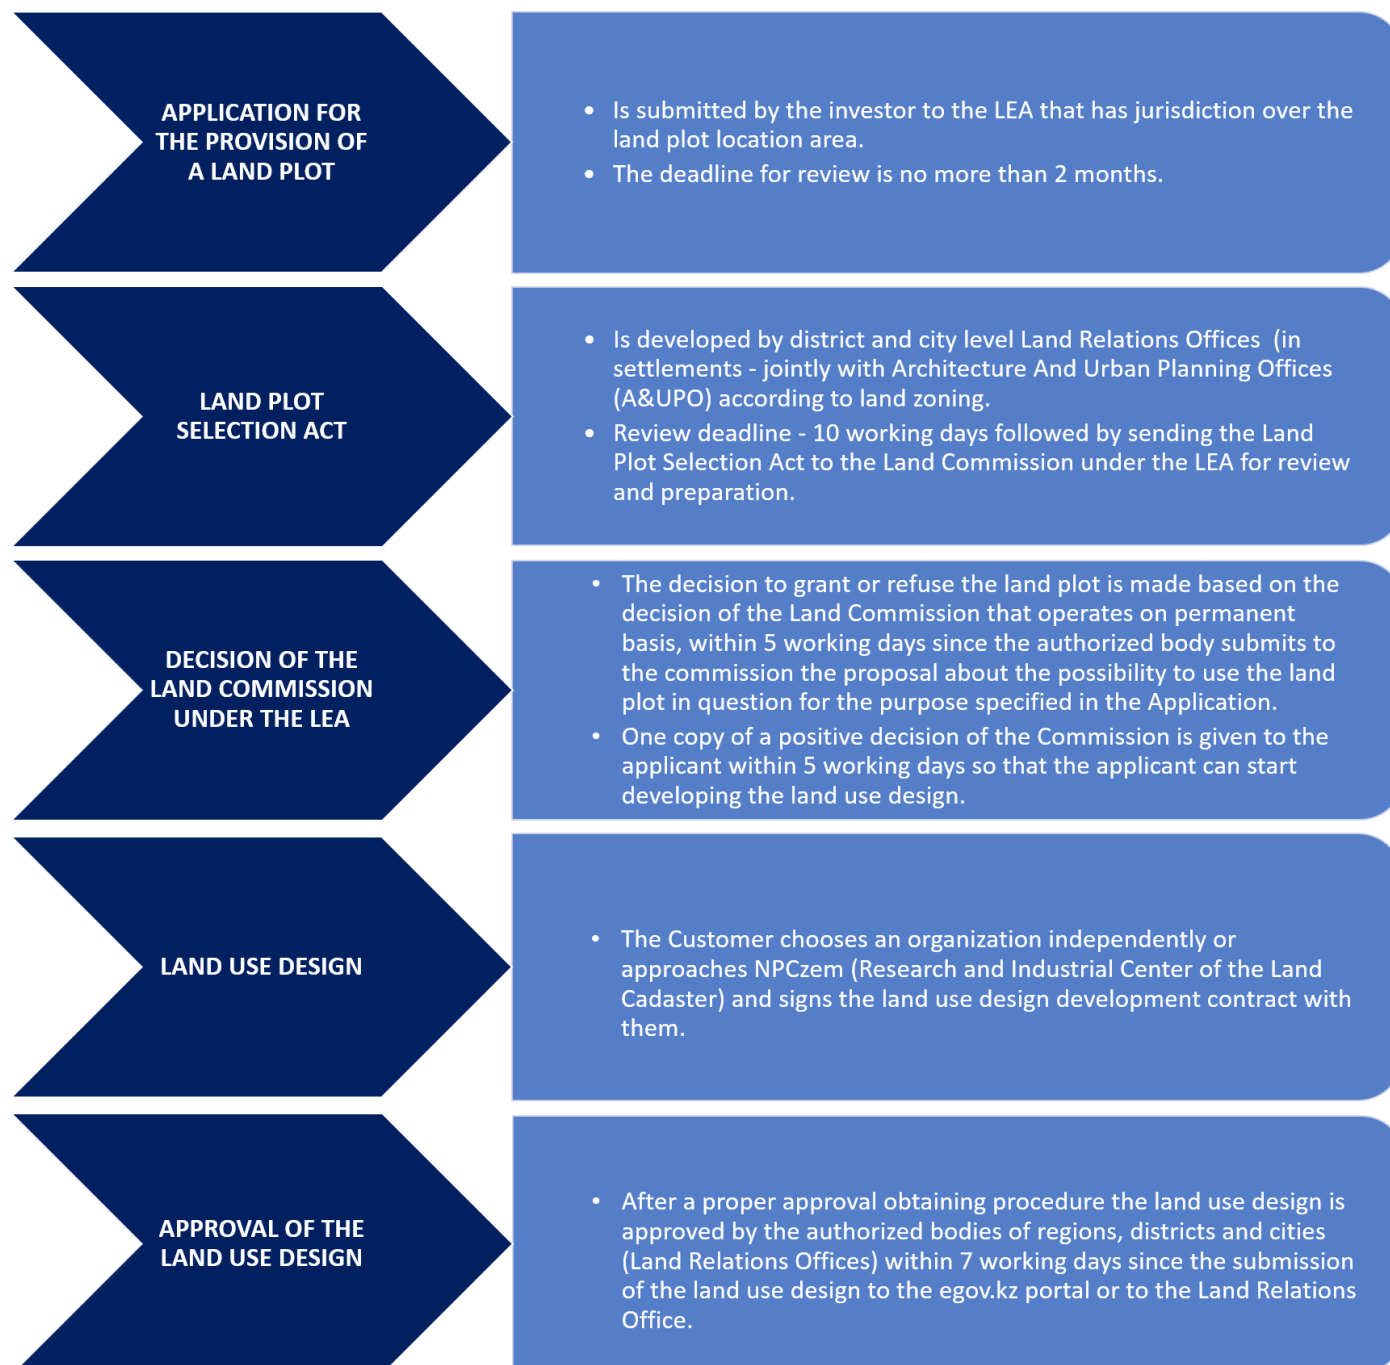 APPLICATION FOR
THE PROVISION OF
A LAND PLOT
• Is submitted by the investor to the LEA that has jurisdiction over the
land plot location area.
• The deadline for review is no more than 2 months.
LAND PLOT
SELECTION ACT
• Is developed by district and city level Land Relations Offices (in
settlements - jointly with Architecture And Urban Planning Offices
(A&UPO) according to land zoning.
• Review deadline - 10 working days followed by sending the Land
Plot Selection Act to the Land Commission under the LEA for review
and preparation.
DECISION OF THE
LAND COMMISSION
UNDER THE LEA
• The decision to grant or refuse the land plot is made based on the
decision of the Land Commission that operates on permanent
basis, within 5 working days since the authorized body submits to
the commission the proposal about the possibility to use the land
plot in question for the purpose specified in the Application.
• One copy of a positive decision of the Commission is given to the
applicant within 5 working days so that the applicant can start
developing the land use design.
LAND USE DESIGN
• The Customer chooses an organization independently or
approaches NPCzem (Research and Industrial Center of the Land
Cadaster) and signs the land use design development contract with
them.
APPROVAL OF THE
LAND USE DESIGN
• After a proper approval obtaining procedure the land use design is
approved by the authorized bodies of regions, districts and cities
(Land Relations Offices) within 7 working days since the submission
of the land use design to the egov.kz portal or to the Land Relations
Office.